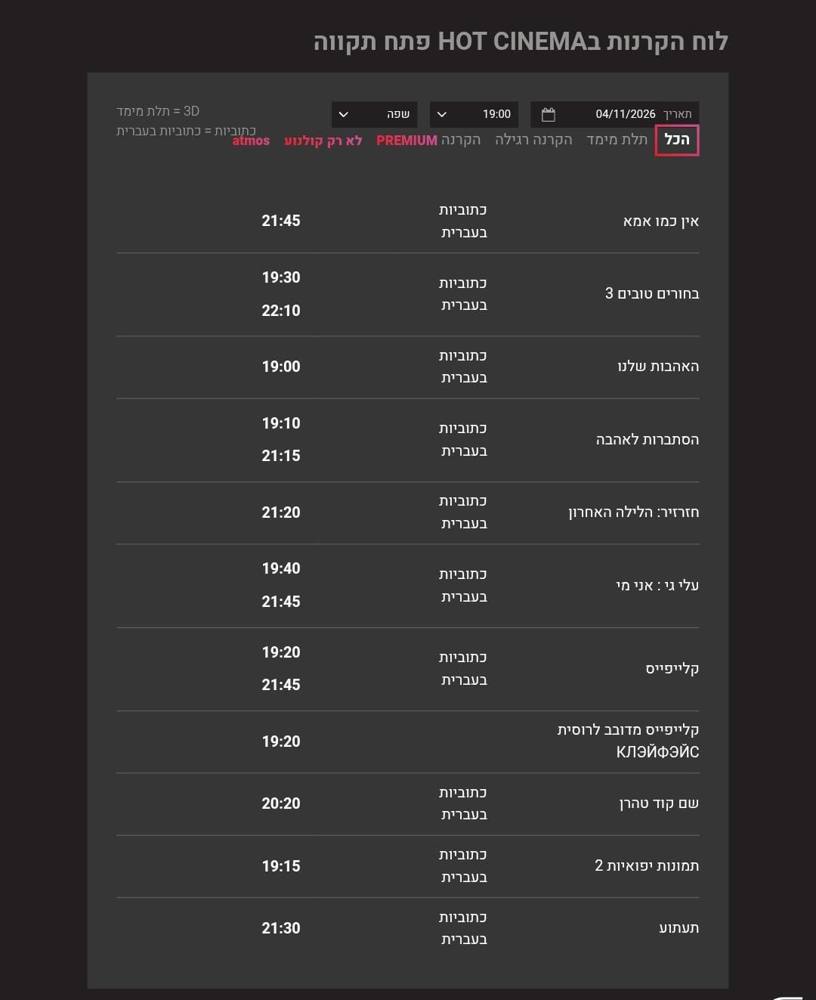 לוח הקרנות בHOT CINEMA פתח תקווה
תאריך 04/11/2026 19:00 שפה
3D = תלת מימד
כתוביות = כתוביות בעברית
הכל תלת מימד הקרנה רגילה הקרנה PREMIUM לא רק קולנוע atmos
אין כמו אמא
כתוביות
בעברית
21:45
בחורים טובים 3
כתוביות
בעברית
19:30
22:10
האהבות שלנו
כתוביות
בעברית
19:00
הסתברות לאהבה
כתוביות
בעברית
19:10
21:15
חזרזיר: הלילה האחרון
כתוביות
בעברית
21:20
עלי גי : אני מי
כתוביות
בעברית
19:40
21:45
קלייפייס
כתוביות
בעברית
19:20
21:45
קלייפייס מדובב לרוסית
КЛЭЙФЭЙС
19:20
שם קוד טהרן
כתוביות
בעברית
20:20
תמונות יפואיות 2
כתוביות
בעברית
19:15
תעתוע
כתוביות
בעברית
21:30